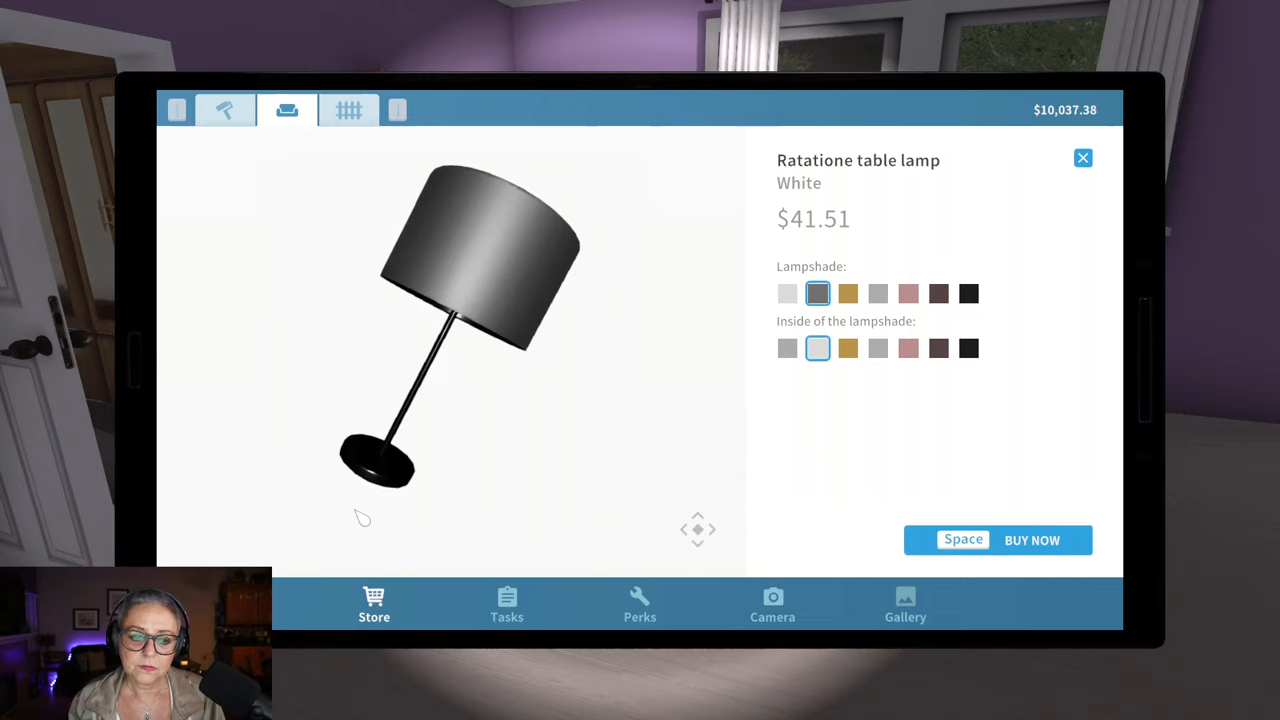 $10,037.38
Ratatione table lamp
White
$41.51
Lampshade:
Inside of the lampshade:
Space BUY NOW
Store Tasks Perks Camera Gallery